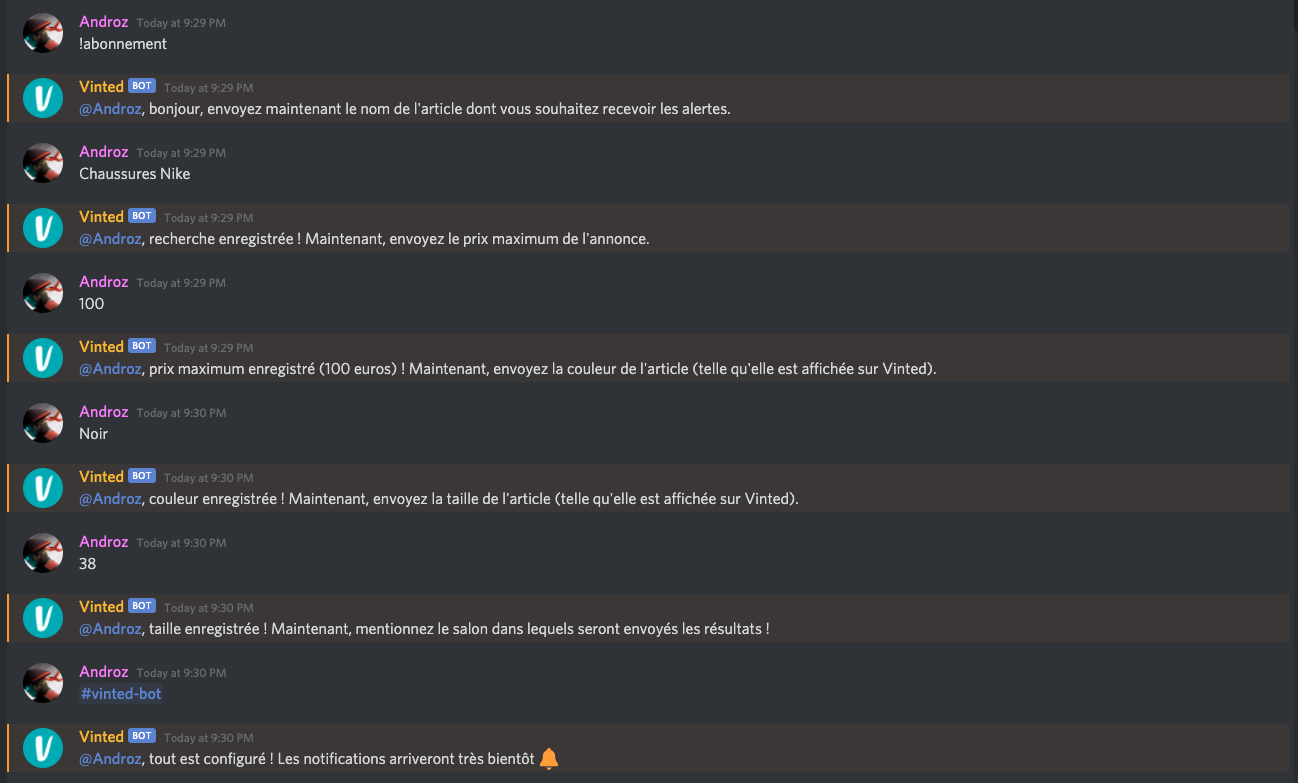 Androz Today at 9:29 PM
!abonnement
Vinted BOT Today at 9:29 PM
@Androz, bonjour, envoyez maintenant le nom de l'article dont vous souhaitez recevoir les alertes.
Androz Today at 9:29 PM
Chaussures Nike
Vinted BOT Today at 9:29 PM
@Androz, recherche enregistrée ! Maintenant, envoyez le prix maximum de l'annonce.
Androz Today at 9:29 PM
100
Vinted BOT Today at 9:29 PM
@Androz, prix maximum enregistré (100 euros) ! Maintenant, envoyez la couleur de l'article (telle qu'elle est affichée sur Vinted).
Androz Today at 9:30 PM
Noir
Vinted BOT Today at 9:30 PM
@Androz, couleur enregistrée ! Maintenant, envoyez la taille de l'article (telle qu'elle est affichée sur Vinted).
Androz Today at 9:30 PM
38
Vinted BOT Today at 9:30 PM
@Androz, taille enregistrée ! Maintenant, mentionnez le salon dans lequels seront envoyés les résultats !
Androz Today at 9:30 PM
#vinted-bot
Vinted BOT Today at 9:30 PM
@Androz, tout est configuré ! Les notifications arriveront très bientôt 🔔